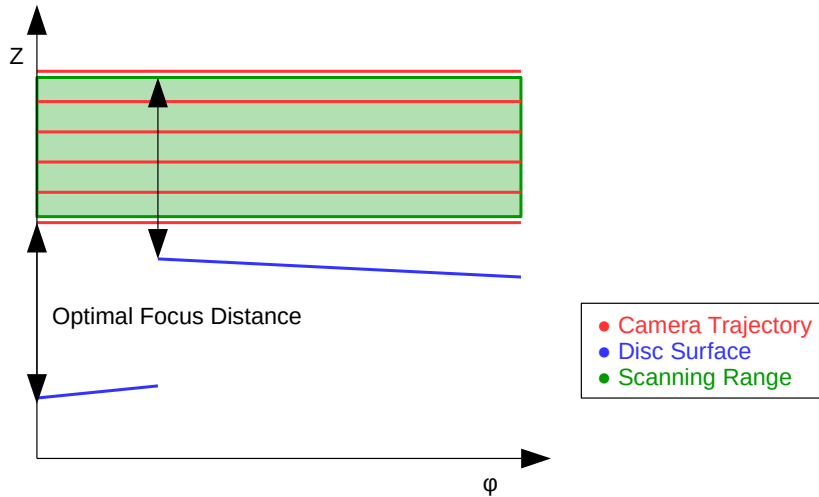 Z
Optimal Focus Distance
Camera Trajectory
Disc Surface
Scanning Range
φ